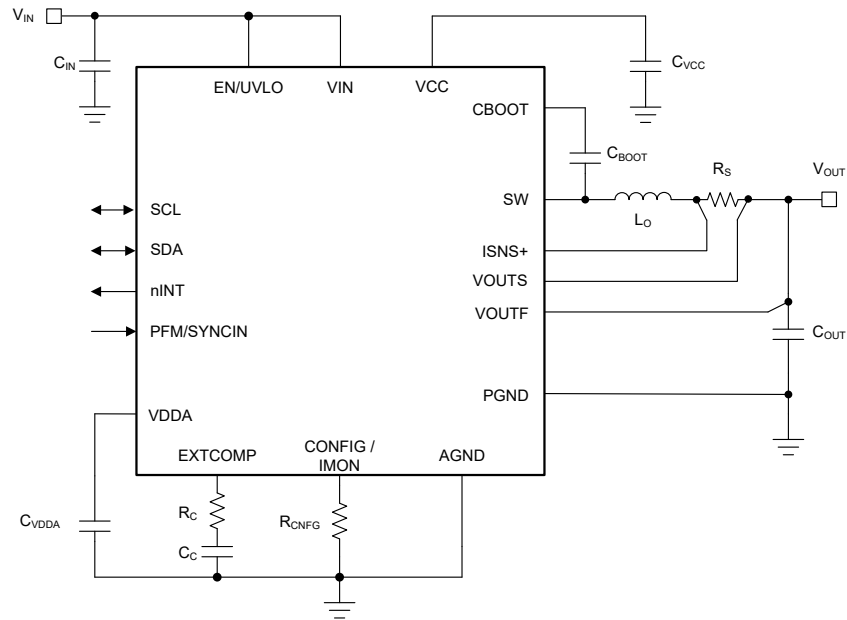 VIN
CIN
EN/UVLO
VIN
VCC
CVCC
CBOOT
CBOOT
RS
VOUT
SW
LO
SCL
ISNS+
SDA
VOUTS
nINT
VOUTF
PFM/SYNCIN
COUT
PGND
VDDA
EXTCOMP
CONFIG /
IMON
AGND
RC
RCNFG
CVDDA
CC